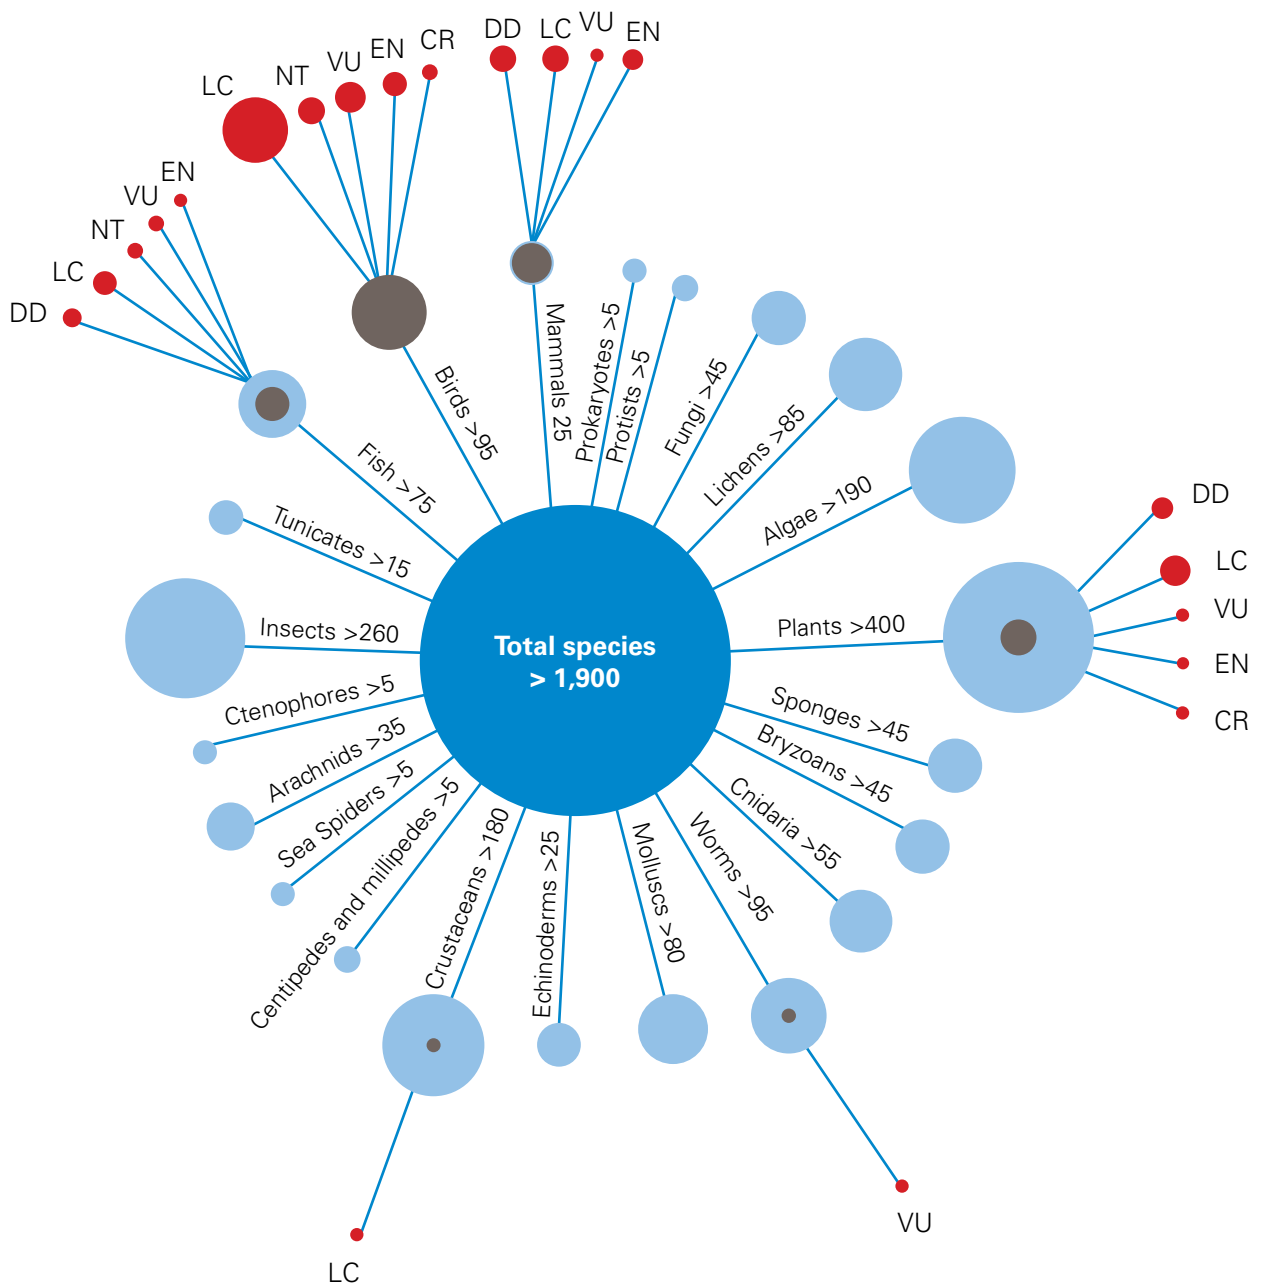 DD
LC
VU
EN
CR
EN
VU
NT
LC
EN
VU
NT
LC
DD
DD
LC
VU
EN
CR
Mammals 25
Prokaryotes >5
Protists >5
Fungi >45
Lichens >85
Algae >190
Plants >400
Birds >95
Fish >75
Tunicates >15
Insects >260
Total species
> 1,900
Ctenophores >5
Arachnids >35
Sea Spiders >5
Centipedes and millipedes >5
Crustaceans >180
Echinoderms >25
Molluscs >80
Worms >95
Cnidaria >55
Bryzoans >45
Sponges >45
VU
LC